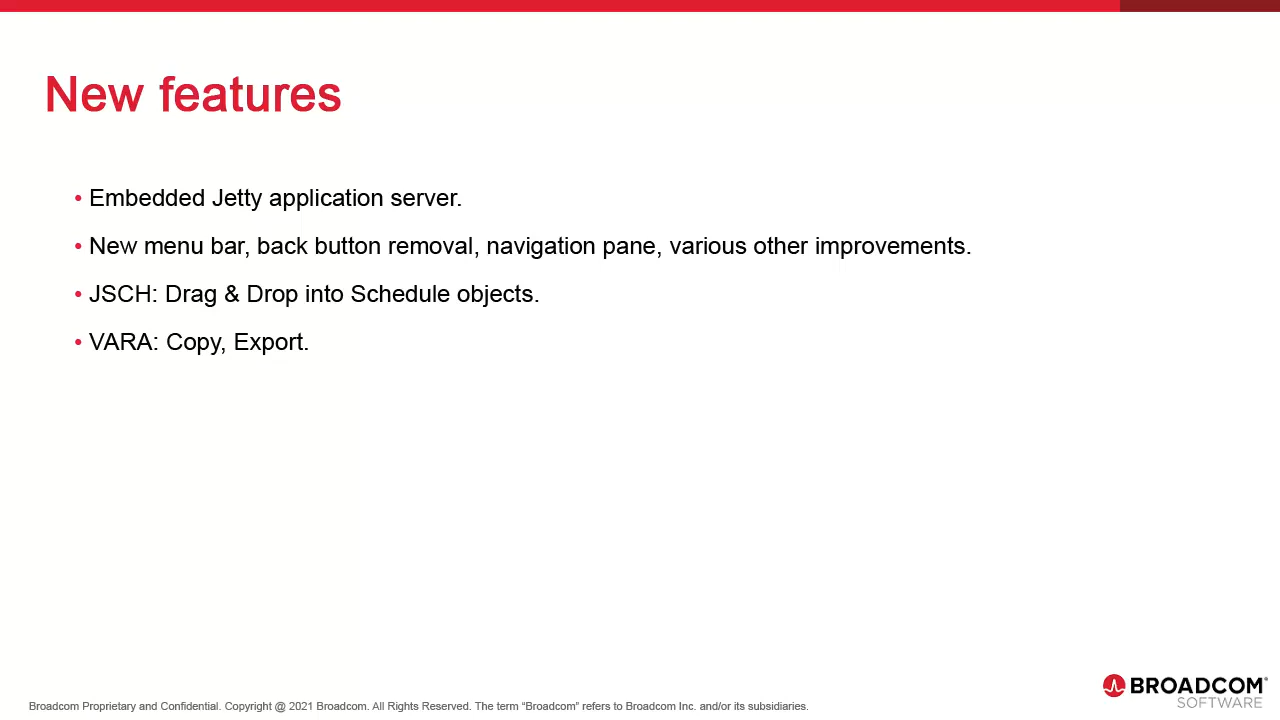 New features
• Embedded Jetty application server.
• New menu bar, back button removal, navigation pane, various other improvements.
• JSCH: Drag & Drop into Schedule objects.
• VARA: Copy, Export.
BROADCOM®
SOFTWARE
Broadcom Proprietary and Confidential. Copyright @ 2021 Broadcom. All Rights Reserved. The term “Broadcom” refers to Broadcom Inc. and/or its subsidiaries.